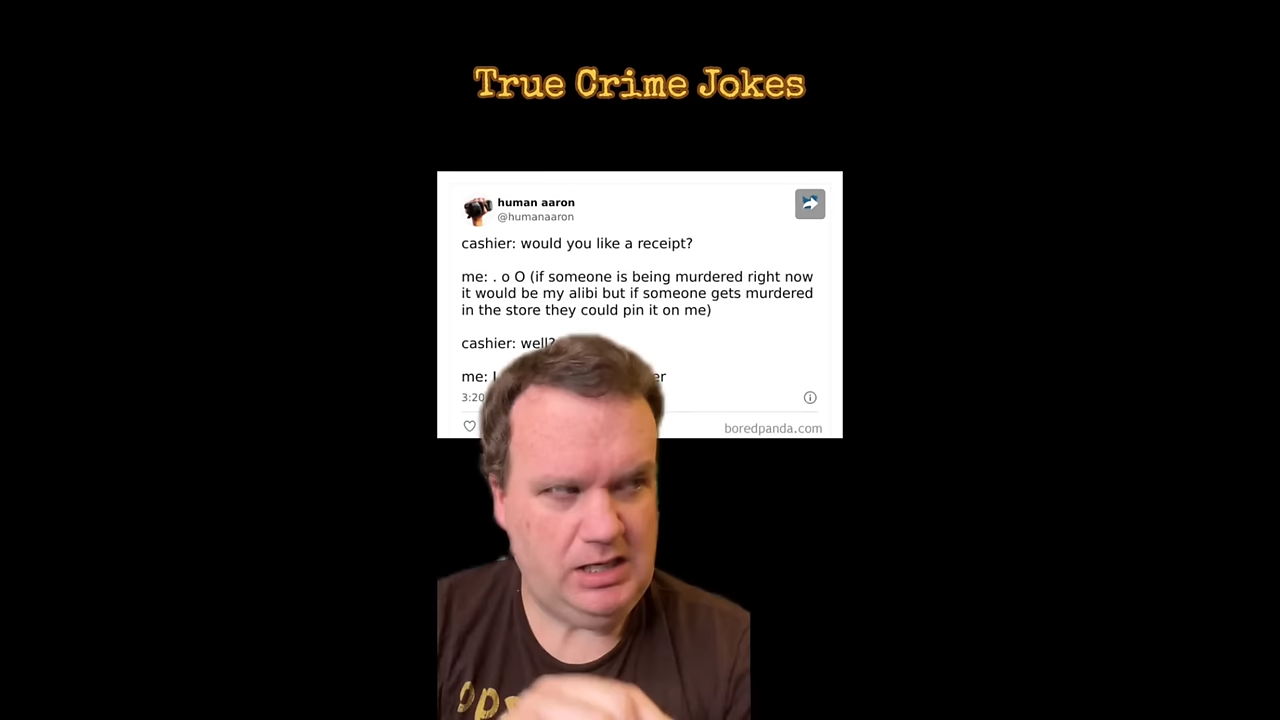 True Crime Jokes
human aaron
@humanaaron
cashier: would you like a receipt?
me: . o O (if someone is being murdered right now
it would be my alibi but if someone gets murdered
in the store they could pin it on me)
cashier: well?
me: I
3:20
boredpanda.com